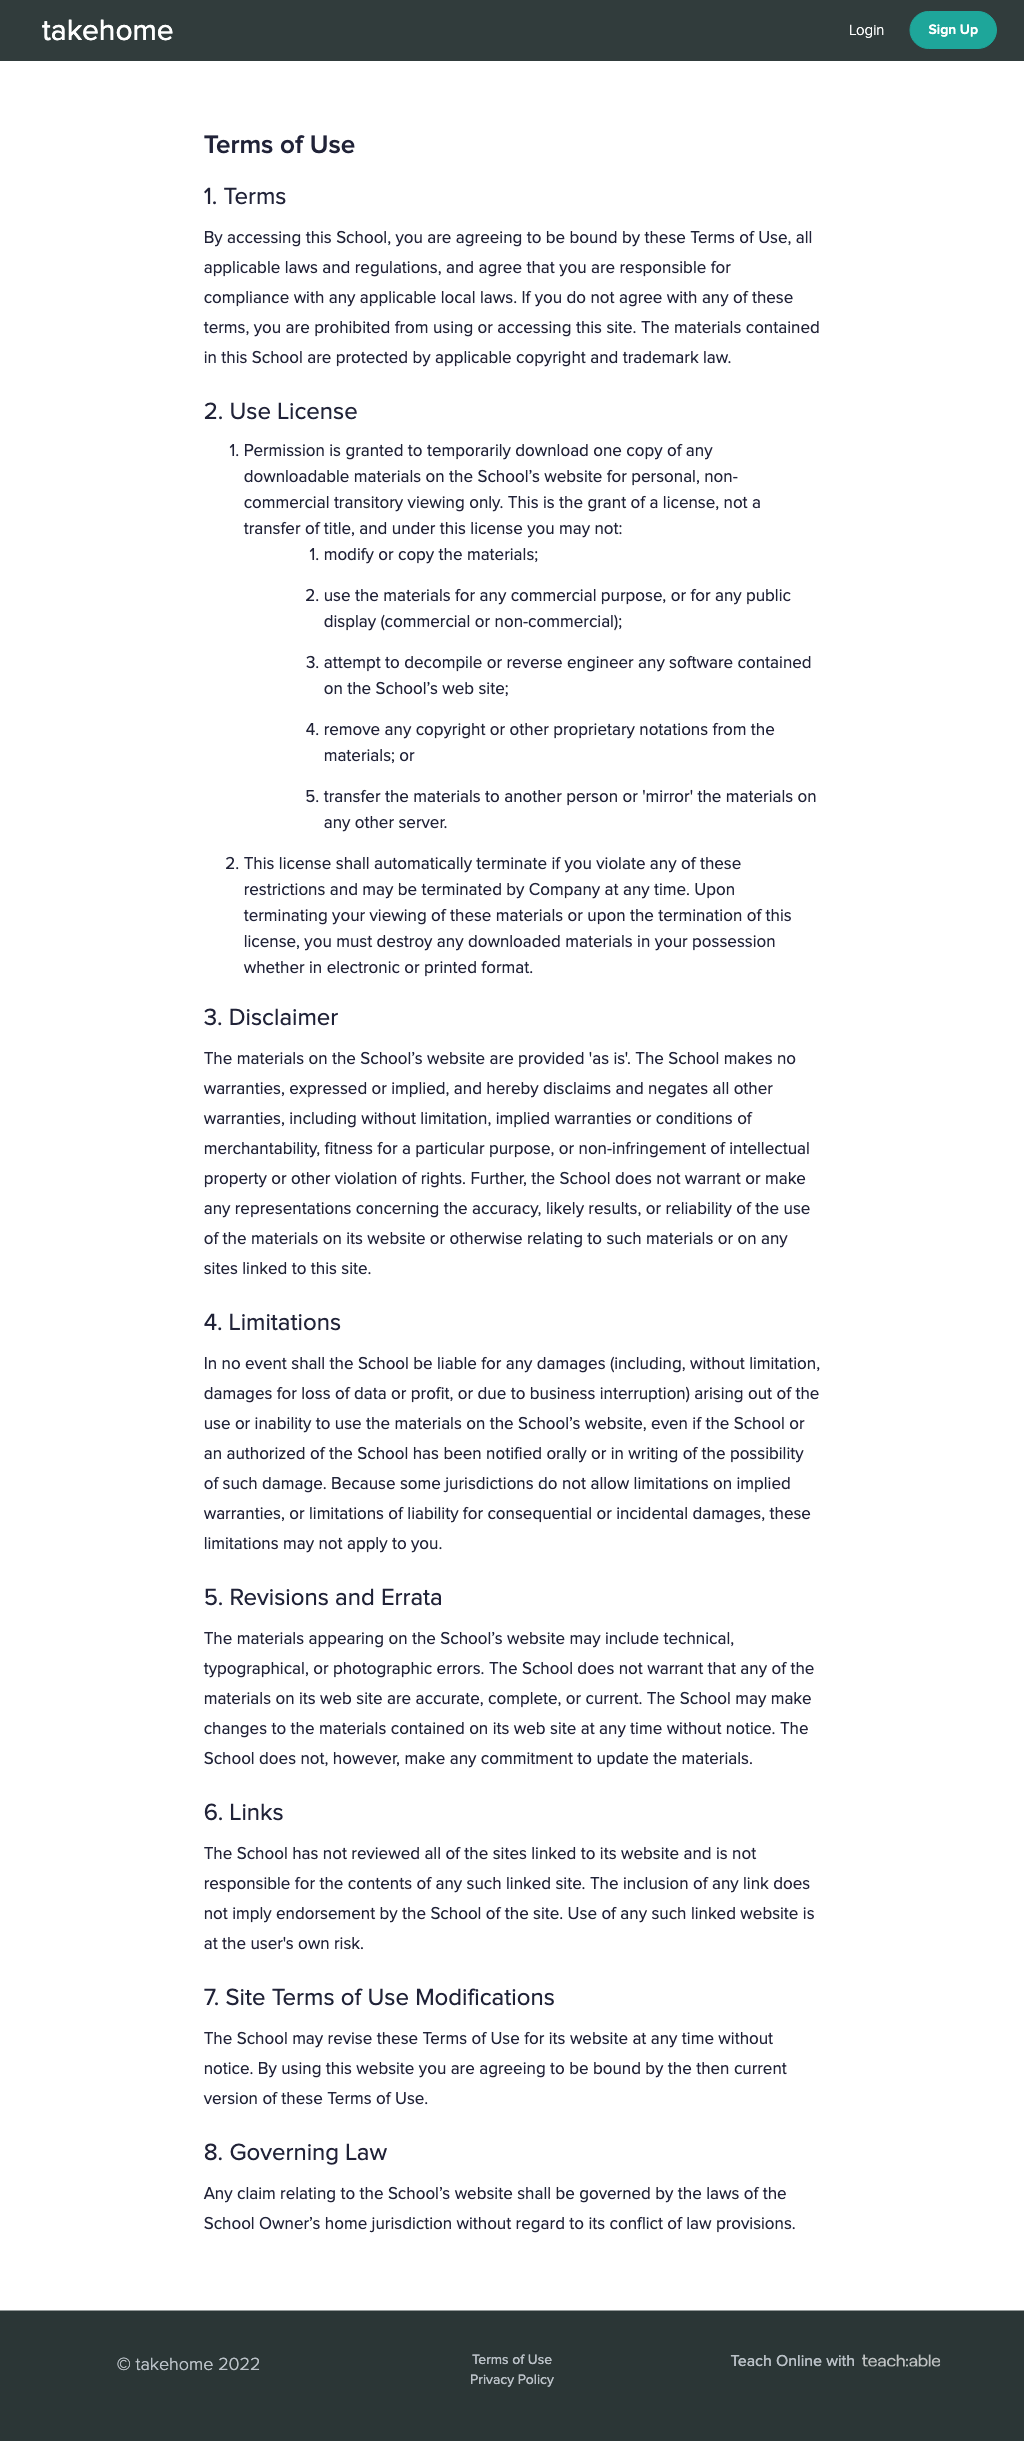 takehome
Login
Sign Up
Terms of Use
1. Terms
By accessing this School, you are agreeing to be bound by these Terms of Use, all
applicable laws and regulations, and agree that you are responsible for
compliance with any applicable local laws. If you do not agree with any of these
terms, you are prohibited from using or accessing this site. The materials contained
in this School are protected by applicable copyright and trademark law.
2. Use License
1. Permission is granted to temporarily download one copy of any
downloadable materials on the School’s website for personal, non-
commercial transitory viewing only. This is the grant of a license, not a
transfer of title, and under this license you may not:
1. modify or copy the materials;
2. use the materials for any commercial purpose, or for any public
display (commercial or non-commercial);
3. attempt to decompile or reverse engineer any software contained
on the School’s web site;
4. remove any copyright or other proprietary notations from the
materials; or
5. transfer the materials to another person or 'mirror' the materials on
any other server.
2. This license shall automatically terminate if you violate any of these
restrictions and may be terminated by Company at any time. Upon
terminating your viewing of these materials or upon the termination of this
license, you must destroy any downloaded materials in your possession
whether in electronic or printed format.
3. Disclaimer
The materials on the School’s website are provided 'as is'. The School makes no
warranties, expressed or implied, and hereby disclaims and negates all other
warranties, including without limitation, implied warranties or conditions of
merchantability, fitness for a particular purpose, or non-infringement of intellectual
property or other violation of rights. Further, the School does not warrant or make
any representations concerning the accuracy, likely results, or reliability of the use
of the materials on its website or otherwise relating to such materials or on any
sites linked to this site.
4. Limitations
In no event shall the School be liable for any damages (including, without limitation,
damages for loss of data or profit, or due to business interruption) arising out of the
use or inability to use the materials on the School’s website, even if the School or
an authorized of the School has been notified orally or in writing of the possibility
of such damage. Because some jurisdictions do not allow limitations on implied
warranties, or limitations of liability for consequential or incidental damages, these
limitations may not apply to you.
5. Revisions and Errata
The materials appearing on the School’s website may include technical,
typographical, or photographic errors. The School does not warrant that any of the
materials on its web site are accurate, complete, or current. The School may make
changes to the materials contained on its web site at any time without notice. The
School does not, however, make any commitment to update the materials.
6. Links
The School has not reviewed all of the sites linked to its website and is not
responsible for the contents of any such linked site. The inclusion of any link does
not imply endorsement by the School of the site. Use of any such linked website is
at the user's own risk.
7. Site Terms of Use Modifications
The School may revise these Terms of Use for its website at any time without
notice. By using this website you are agreeing to be bound by the then current
version of these Terms of Use.
8. Governing Law
Any claim relating to the School’s website shall be governed by the laws of the
School Owner’s home jurisdiction without regard to its conflict of law provisions.
© takehome 2022
Terms of Use
Privacy Policy
Teach Online with teach:able